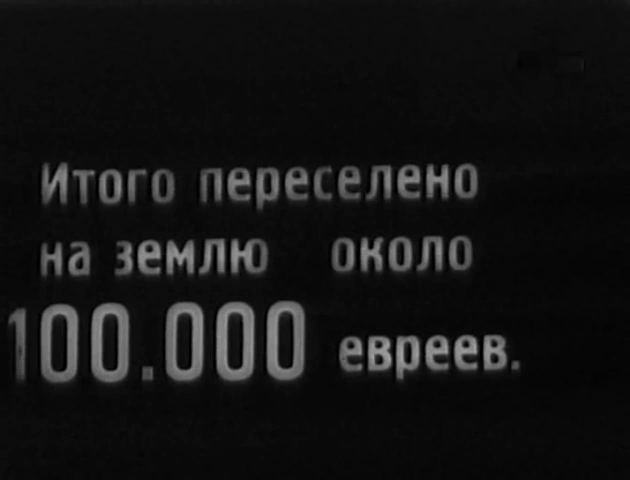 Итого переселено
на землю около
100.000 евреев.